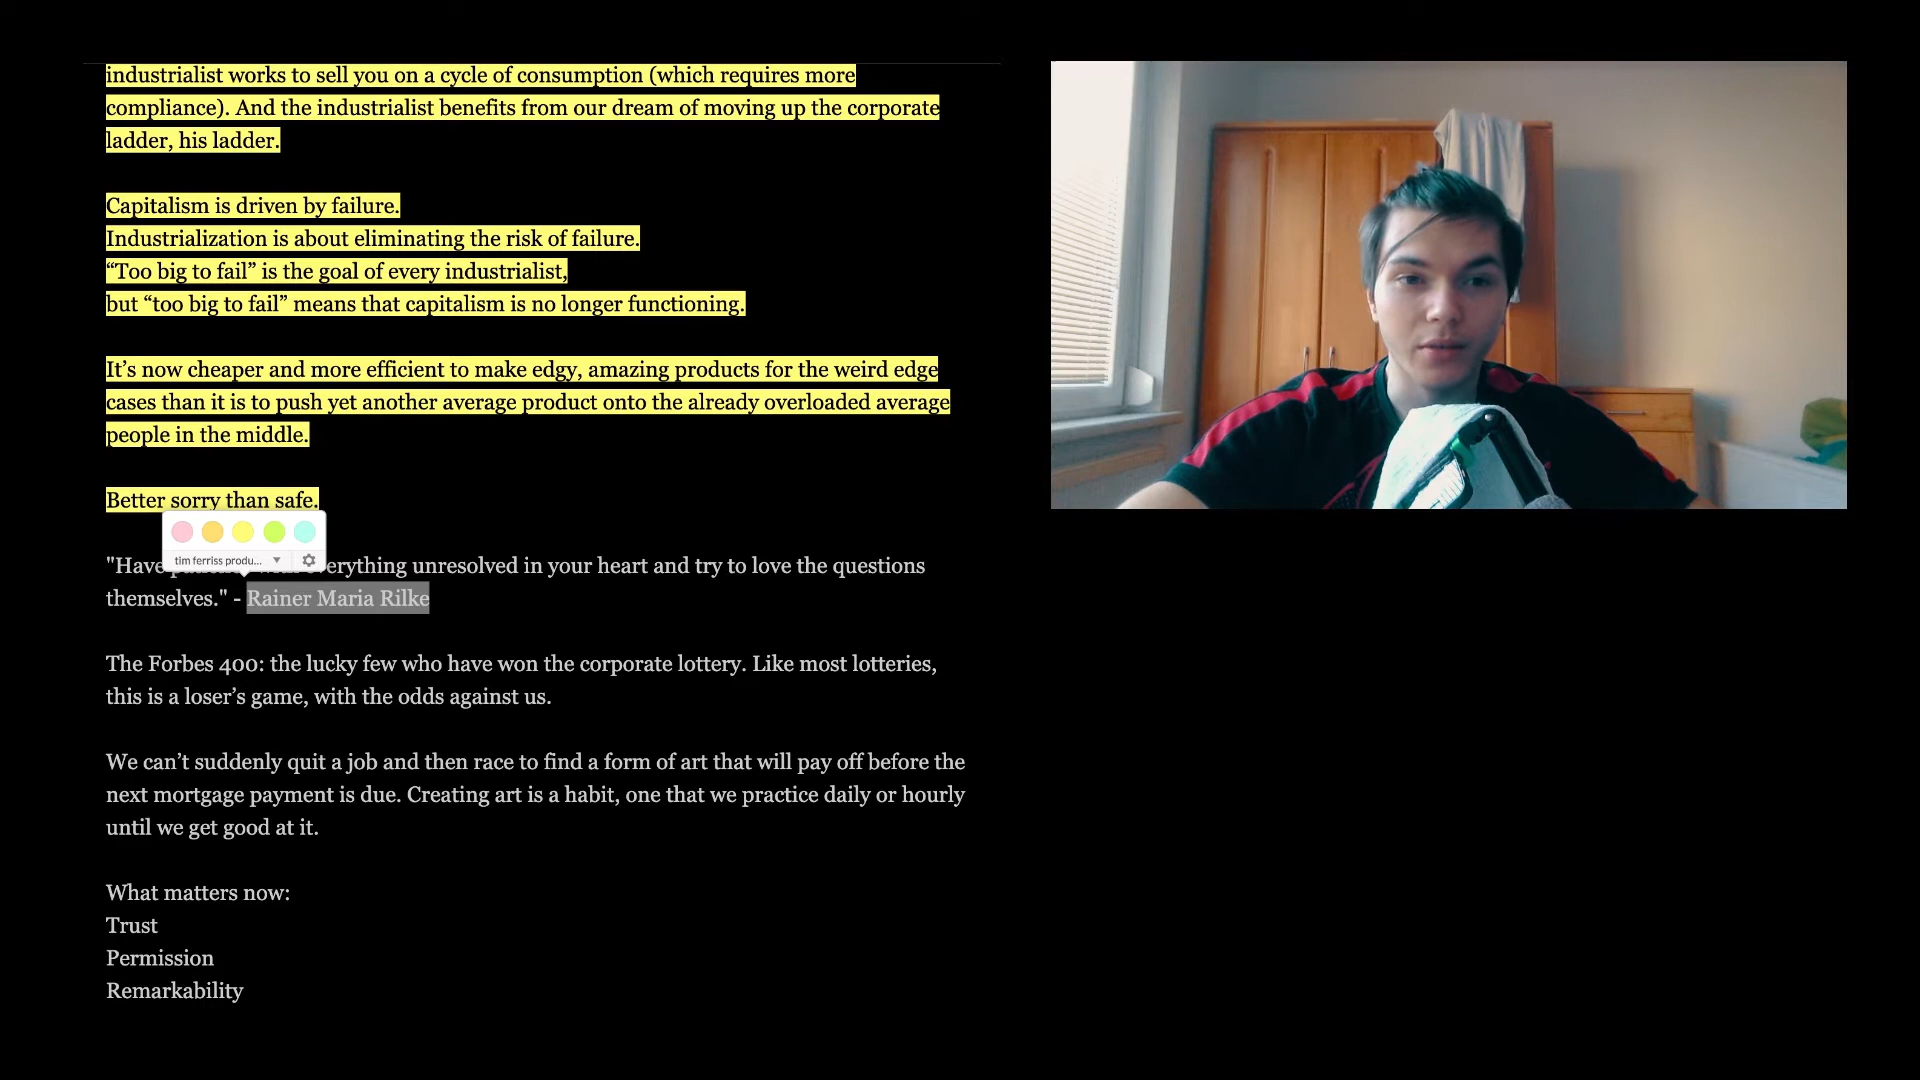 industrialist works to sell you on a cycle of consumption (which requires more
compliance). And the industrialist benefits from our dream of moving up the corporate
ladder, his ladder.
Capitalism is driven by failure.
Industrialization is about eliminating the risk of failure.
“Too big to fail” is the goal of every industrialist,
but “too big to fail” means that capitalism is no longer functioning.
It’s now cheaper and more efficient to make edgy, amazing products for the weird edge
cases than it is to push yet another average product onto the already overloaded average
people in the middle.
Better sorry than safe.
tim ferriss produ...
"Have everything unresolved in your heart and try to love the questions
themselves." - Rainer Maria Rilke
The Forbes 400: the lucky few who have won the corporate lottery. Like most lotteries,
this is a loser’s game, with the odds against us.
We can’t suddenly quit a job and then race to find a form of art that will pay off before the
next mortgage payment is due. Creating art is a habit, one that we practice daily or hourly
until we get good at it.
What matters now:
Trust
Permission
Remarkability